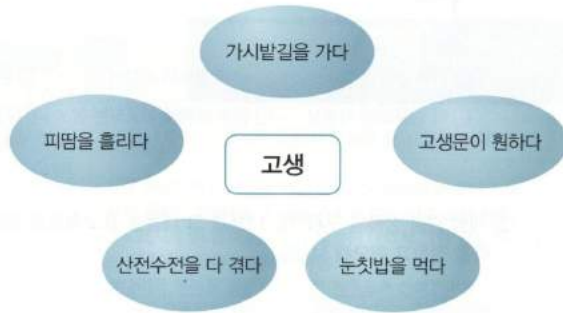 가시밭길을 가다
피땀을 흘리다
고생문이 훤하다
고생
산전수전을 다 겪다
눈칫밥을 먹다